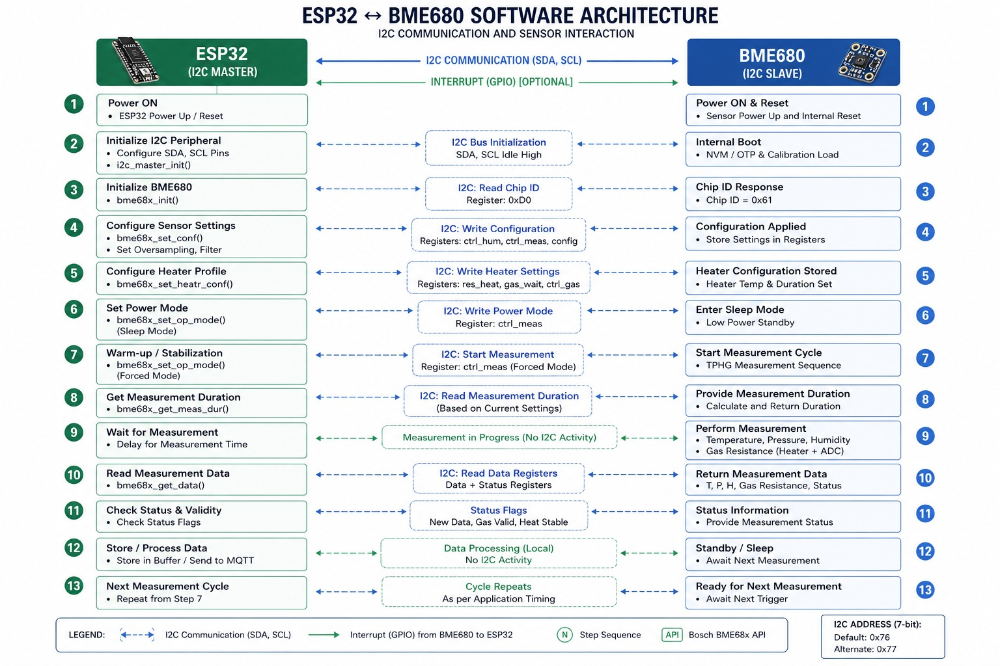 ESP32 ↔ BME680 SOFTWARE ARCHITECTURE
I2C COMMUNICATION AND SENSOR INTERACTION
ESP32
(I2C MASTER)
I2C COMMUNICATION (SDA, SCL)
INTERRUPT (GPIO) [OPTIONAL]
BME680
(I2C SLAVE)
1
Power ON
• ESP32 Power Up / Reset
Power ON & Reset
• Sensor Power Up and Internal Reset
1
2
Initialize I2C Peripheral
• Configure SDA, SCL Pins
• i2c_master_init()
I2C Bus Initialization
SDA, SCL Idle High
Internal Boot
• NVM / OTP & Calibration Load
2
3
Initialize BME680
• bme68x_init()
I2C: Read Chip ID
Register: 0xD0
Chip ID Response
• Chip ID = 0x61
3
4
Configure Sensor Settings
• bme68x_set_conf()
• Set Oversampling, Filter
I2C: Write Configuration
Registers: ctrl_hum, ctrl_meas, config
Configuration Applied
• Store Settings in Registers
4
5
Configure Heater Profile
• bme68x_set_heatr_conf()
I2C: Write Heater Settings
Registers: res_heat, gas_wait, ctrl_gas
Heater Configuration Stored
• Heater Temp & Duration Set
5
6
Set Power Mode
• bme68x_set_op_mode()
(Sleep Mode)
I2C: Write Power Mode
Register: ctrl_meas
Enter Sleep Mode
• Low Power Standby
6
7
Warm-up / Stabilization
• bme68x_set_op_mode()
(Forced Mode)
I2C: Start Measurement
Register: ctrl_meas (Forced Mode)
Start Measurement Cycle
• TPHG Measurement Sequence
7
8
Get Measurement Duration
• bme68x_get_meas_dur()
I2C: Read Measurement Duration
(Based on Current Settings)
Provide Measurement Duration
• Calculate and Return Duration
8
9
Wait for Measurement
• Delay for Measurement Time
Measurement in Progress (No I2C Activity)
Perform Measurement
• Temperature, Pressure, Humidity
• Gas Resistance (Heater + ADC)
9
10
Read Measurement Data
• bme68x_get_data()
I2C: Read Data Registers
Data + Status Registers
Return Measurement Data
• T, P, H, Gas Resistance, Status
10
11
Check Status & Validity
• Check Status Flags
Status Flags
New Data, Gas Valid, Heat Stable
Status Information
• Provide Measurement Status
11
12
Store / Process Data
• Store in Buffer / Send to MQTT
Data Processing (Local)
No I2C Activity
Standby / Sleep
• Await Next Measurement
12
13
Next Measurement Cycle
• Repeat from Step 7
Cycle Repeats
As per Application Timing
Ready for Next Measurement
• Await Next Trigger
13
LEGEND:
I2C Communication (SDA, SCL)
Interrupt (GPIO) from BME680 to ESP32
N
Step Sequence
API
Bosch BME68x API
I2C ADDRESS (7-bit):
Default: 0x76
Alternate: 0x77